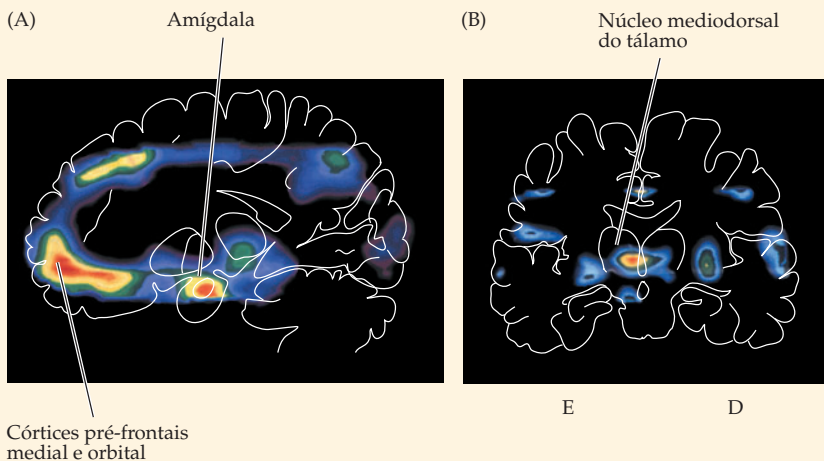 (A)
Amígdala
(B)
Núcleo mediodorsal
do tálamo
E
D
Córtices pré-frontais
medial e orbital